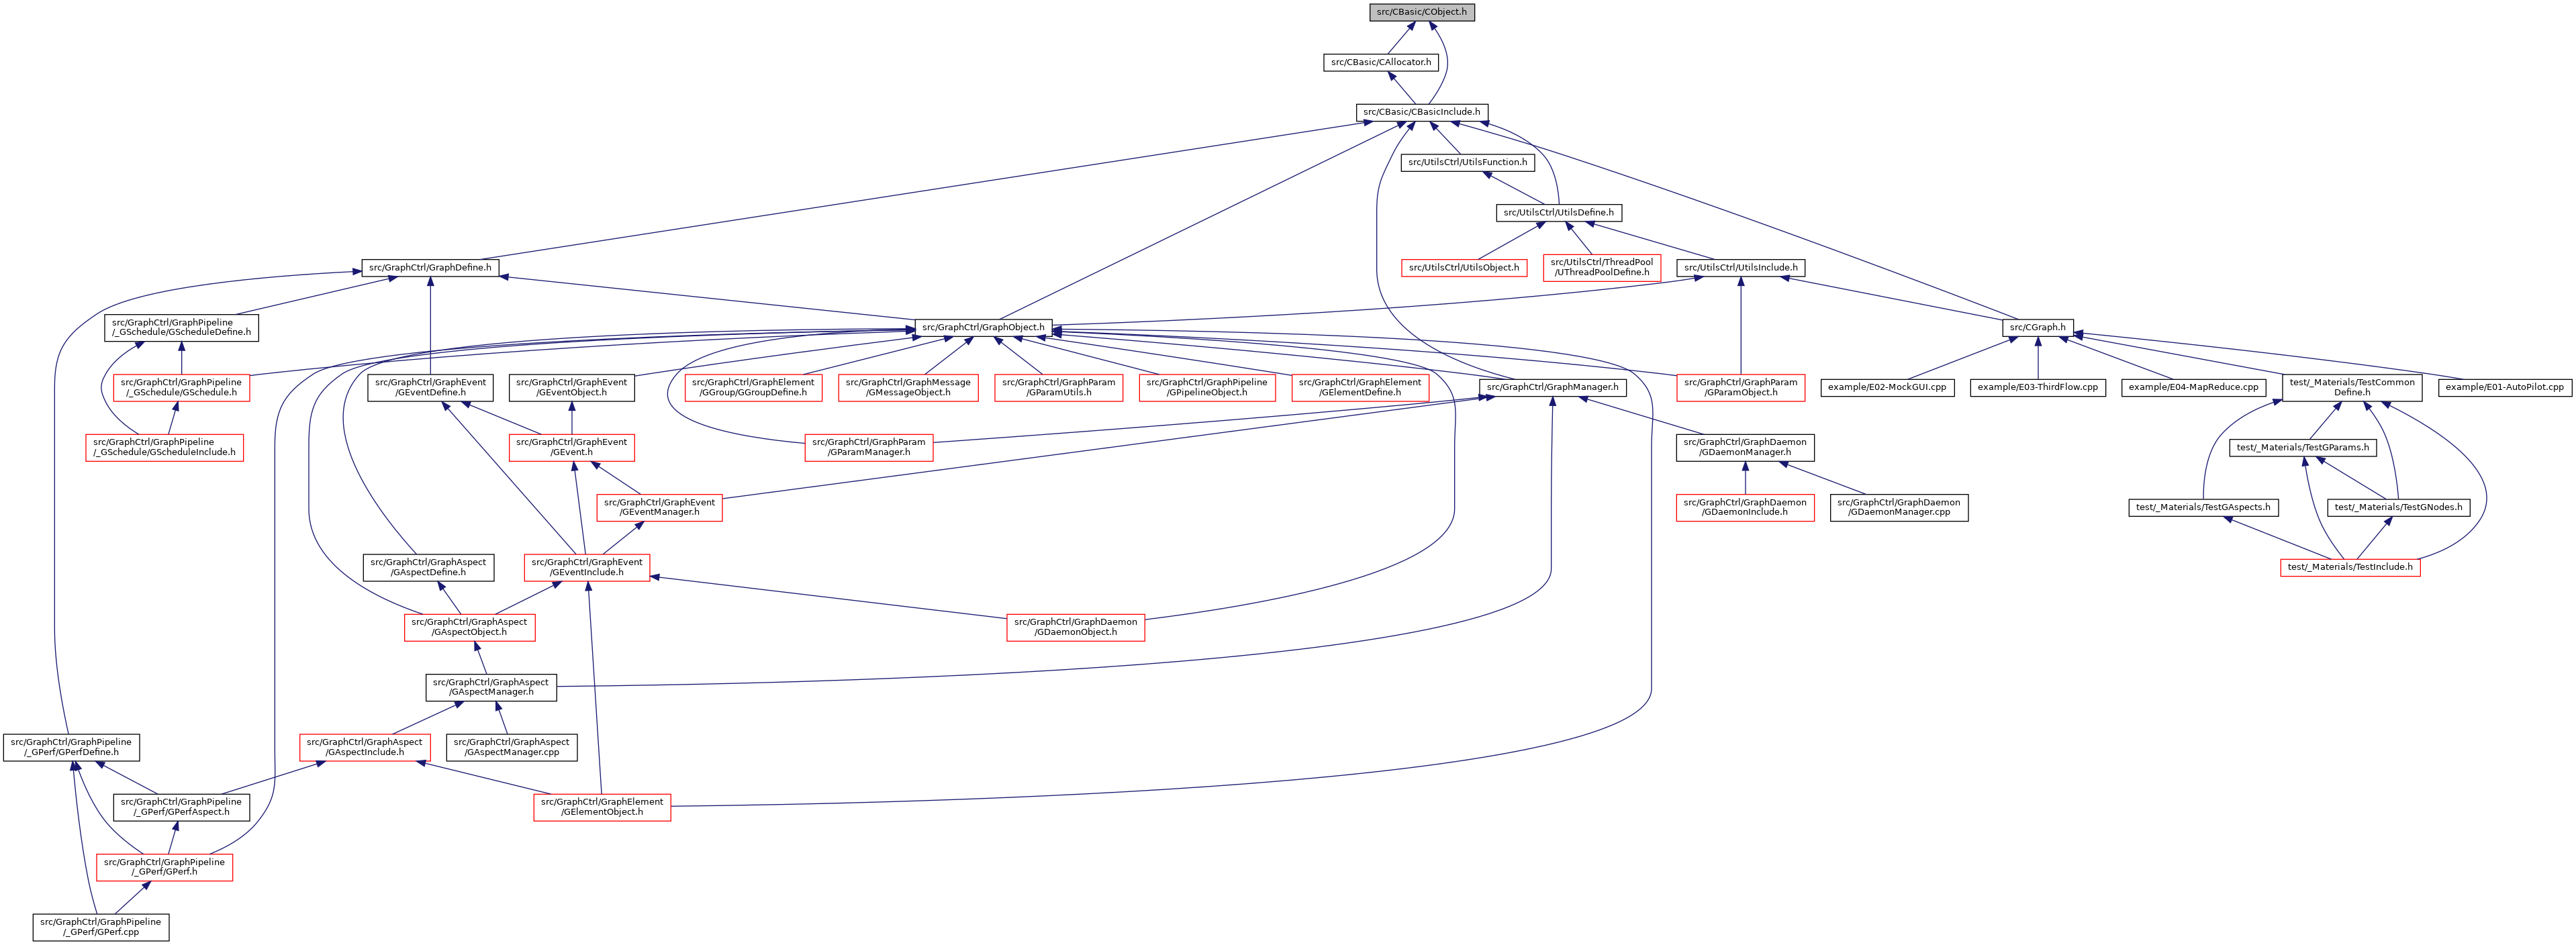 src/CBasic/CObject.h
src/CBasic/CAllocator.h
src/CBasic/CBasicInclude.h
src/UtilsCtrl/UtilsFunction.h
src/UtilsCtrl/UtilsDefine.h
src/GraphCtrl/GraphDefine.h
src/UtilsCtrl/UtilsObject.h
src/UtilsCtrl/ThreadPool
/UThreadPoolDefine.h
src/UtilsCtrl/UtilsInclude.h
src/GraphCtrl/GraphPipeline
/_GSchedule/GScheduleDefine.h
src/GraphCtrl/GraphObject.h
src/CGraph.h
src/GraphCtrl/GraphPipeline
/_GSchedule/GSchedule.h
src/GraphCtrl/GraphEvent
/GEventDefine.h
src/GraphCtrl/GraphEvent
/GEventObject.h
src/GraphCtrl/GraphElement
/GGroup/GGroupDefine.h
src/GraphCtrl/GraphMessage
/GMessageObject.h
src/GraphCtrl/GraphParam
/GParamUtils.h
src/GraphCtrl/GraphPipeline
/GPipelineObject.h
src/GraphCtrl/GraphElement
/GElementDefine.h
src/GraphCtrl/GraphManager.h
src/GraphCtrl/GraphParam
/GParamObject.h
example/E02-MockGUI.cpp
example/E03-ThirdFlow.cpp
example/E04-MapReduce.cpp
test/_Materials/TestCommon
Define.h
example/E01-AutoPilot.cpp
src/GraphCtrl/GraphPipeline
/_GSchedule/GScheduleInclude.h
src/GraphCtrl/GraphEvent
/GEvent.h
src/GraphCtrl/GraphParam
/GParamManager.h
src/GraphCtrl/GraphDaemon
/GDaemonManager.h
test/_Materials/TestGParams.h
src/GraphCtrl/GraphEvent
/GEventManager.h
src/GraphCtrl/GraphDaemon
/GDaemonInclude.h
src/GraphCtrl/GraphDaemon
/GDaemonManager.cpp
test/_Materials/TestGAspects.h
test/_Materials/TestGNodes.h
src/GraphCtrl/GraphAspect
/GAspectDefine.h
src/GraphCtrl/GraphEvent
/GEventInclude.h
test/_Materials/TestInclude.h
src/GraphCtrl/GraphAspect
/GAspectObject.h
src/GraphCtrl/GraphDaemon
/GDaemonObject.h
src/GraphCtrl/GraphAspect
/GAspectManager.h
src/GraphCtrl/GraphPipeline
/_GPerf/GPerfDefine.h
src/GraphCtrl/GraphAspect
/GAspectInclude.h
src/GraphCtrl/GraphAspect
/GAspectManager.cpp
src/GraphCtrl/GraphPipeline
/_GPerf/GPerfAspect.h
src/GraphCtrl/GraphElement
/GElementObject.h
src/GraphCtrl/GraphPipeline
/_GPerf/GPerf.h
src/GraphCtrl/GraphPipeline
/_GPerf/GPerf.cpp